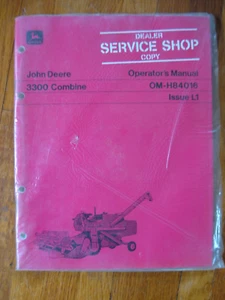 DEALER
SERVICE SHOP
COPY
John Deere
Operator's Manual
3300 Combine
OM-H84016
Issue L1